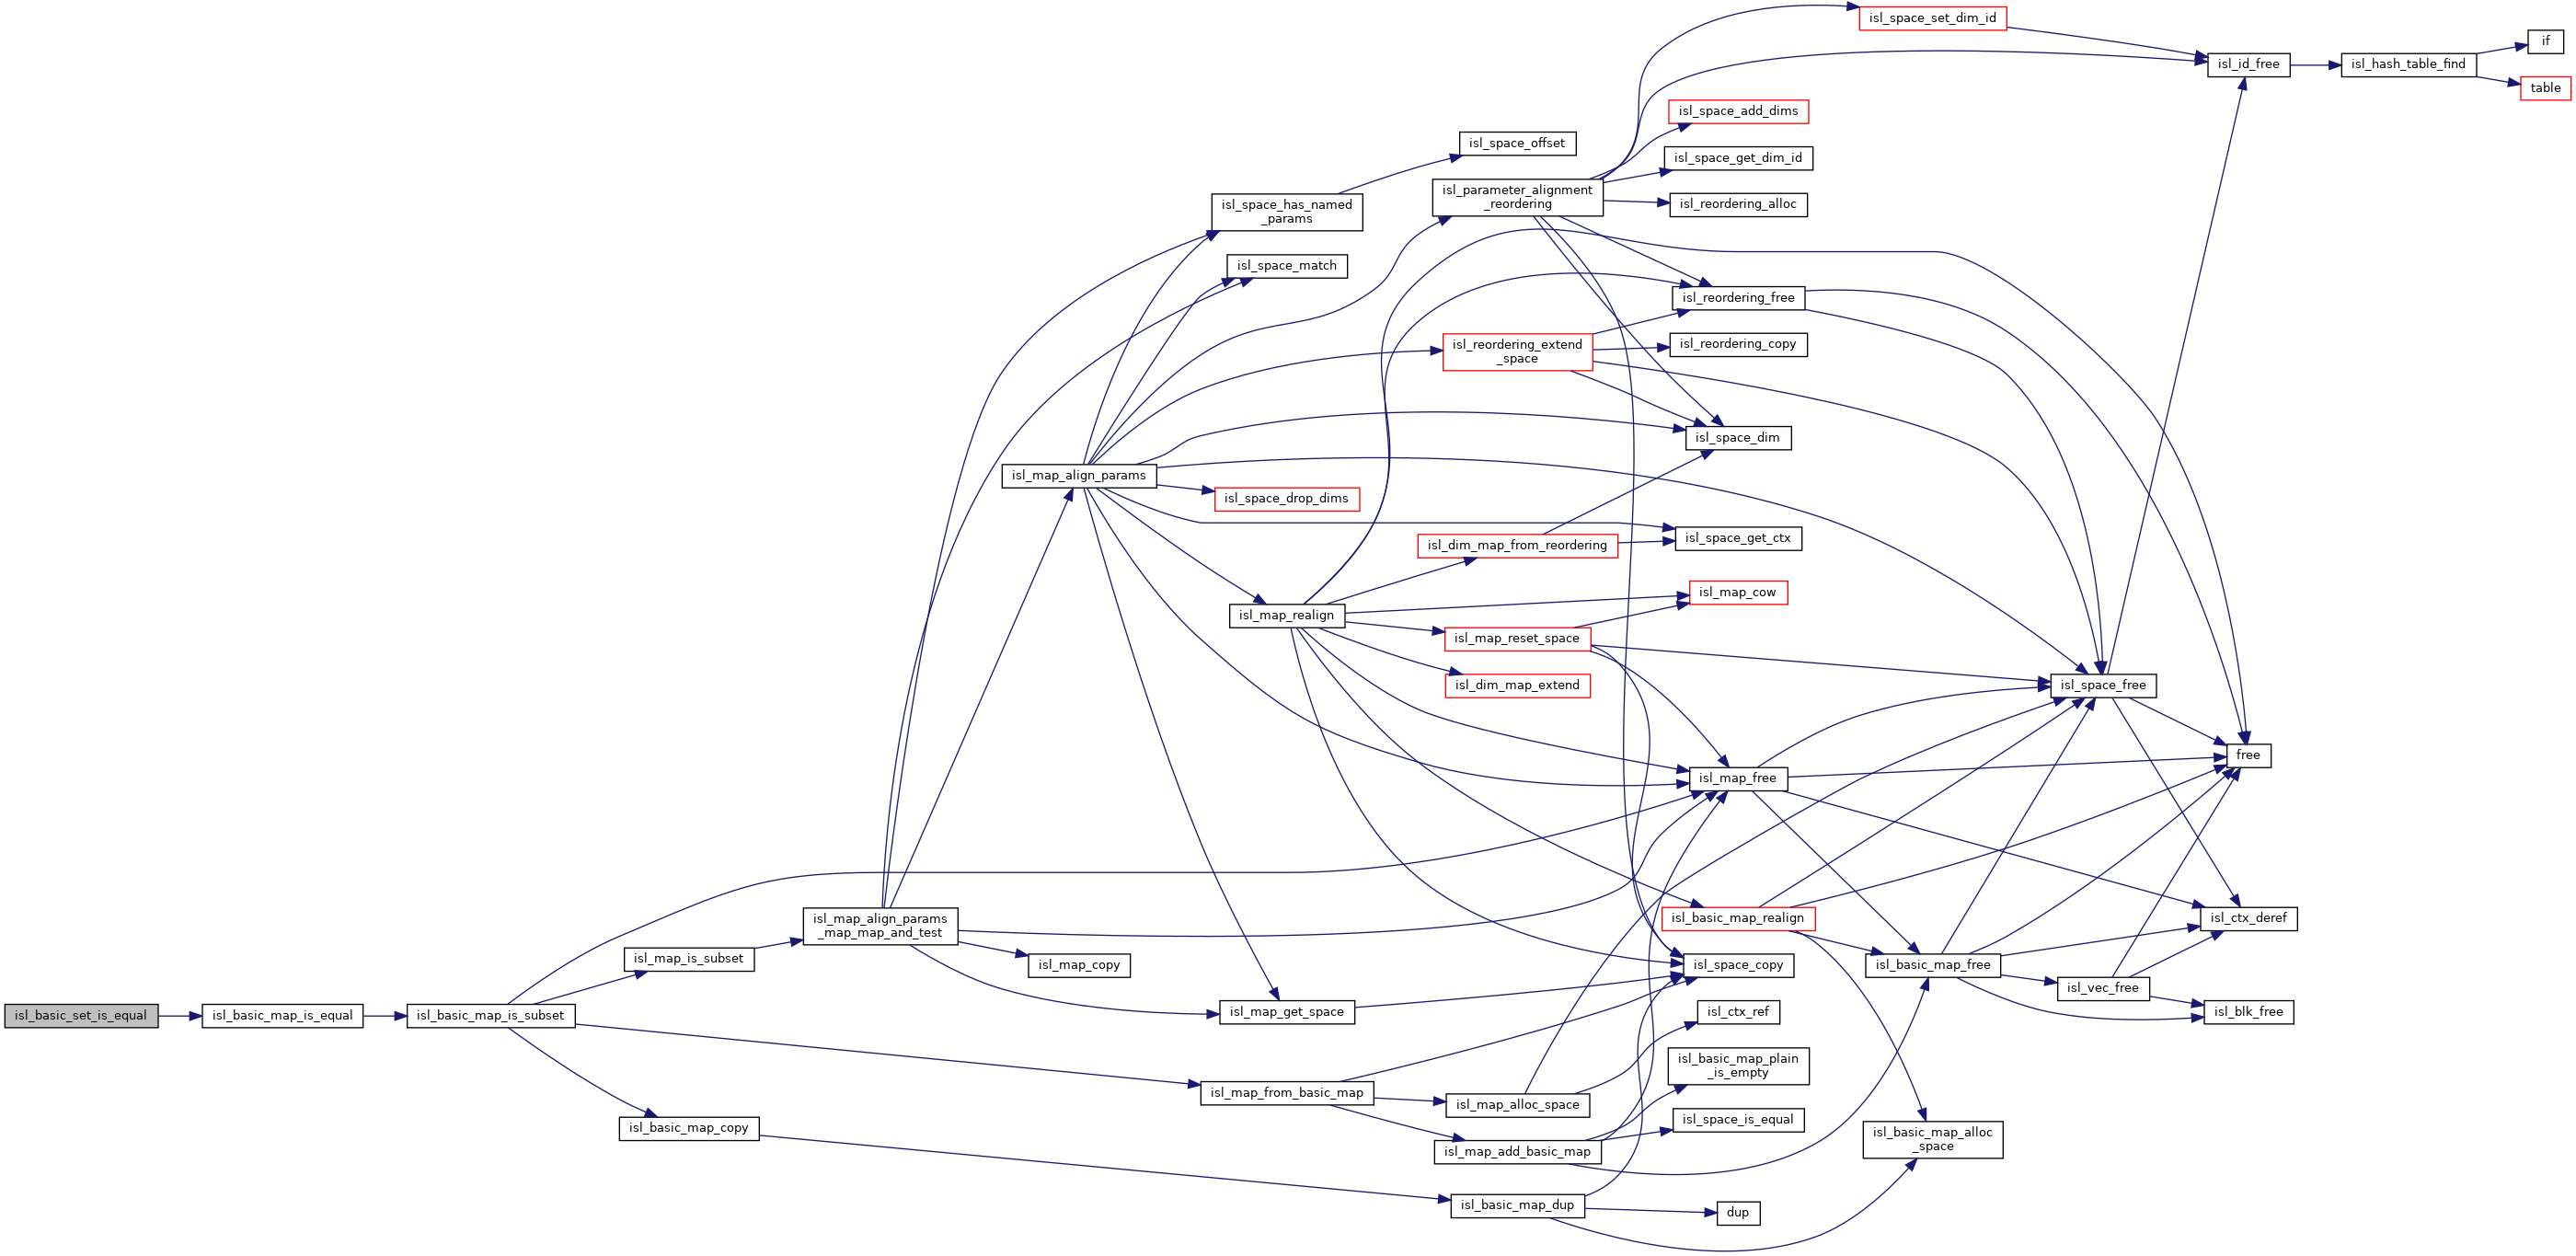 isl_basic_set_is_equal
isl_basic_map_is_equal
isl_basic_map_is_subset
isl_map_is_subset
isl_basic_map_copy
isl_map_align_params
_map_map_and_test
isl_map_align_params
isl_map_copy
isl_space_has_named
_params
isl_space_match
isl_space_drop_dims
isl_map_realign
isl_map_get_space
isl_map_from_basic_map
isl_space_offset
isl_parameter_alignment
_reordering
isl_reordering_extend
_space
isl_dim_map_from_reordering
isl_map_reset_space
isl_dim_map_extend
isl_map_alloc_space
isl_map_add_basic_map
isl_basic_map_dup
isl_space_set_dim_id
isl_space_add_dims
isl_space_get_dim_id
isl_reordering_alloc
isl_reordering_free
isl_reordering_copy
isl_space_dim
isl_space_get_ctx
isl_map_cow
isl_map_free
isl_basic_map_realign
isl_space_copy
isl_ctx_ref
isl_basic_map_plain
_is_empty
isl_space_is_equal
dup
isl_basic_map_free
isl_basic_map_alloc
_space
isl_space_free
isl_vec_free
isl_id_free
free
isl_ctx_deref
isl_blk_free
isl_hash_table_find
if
table